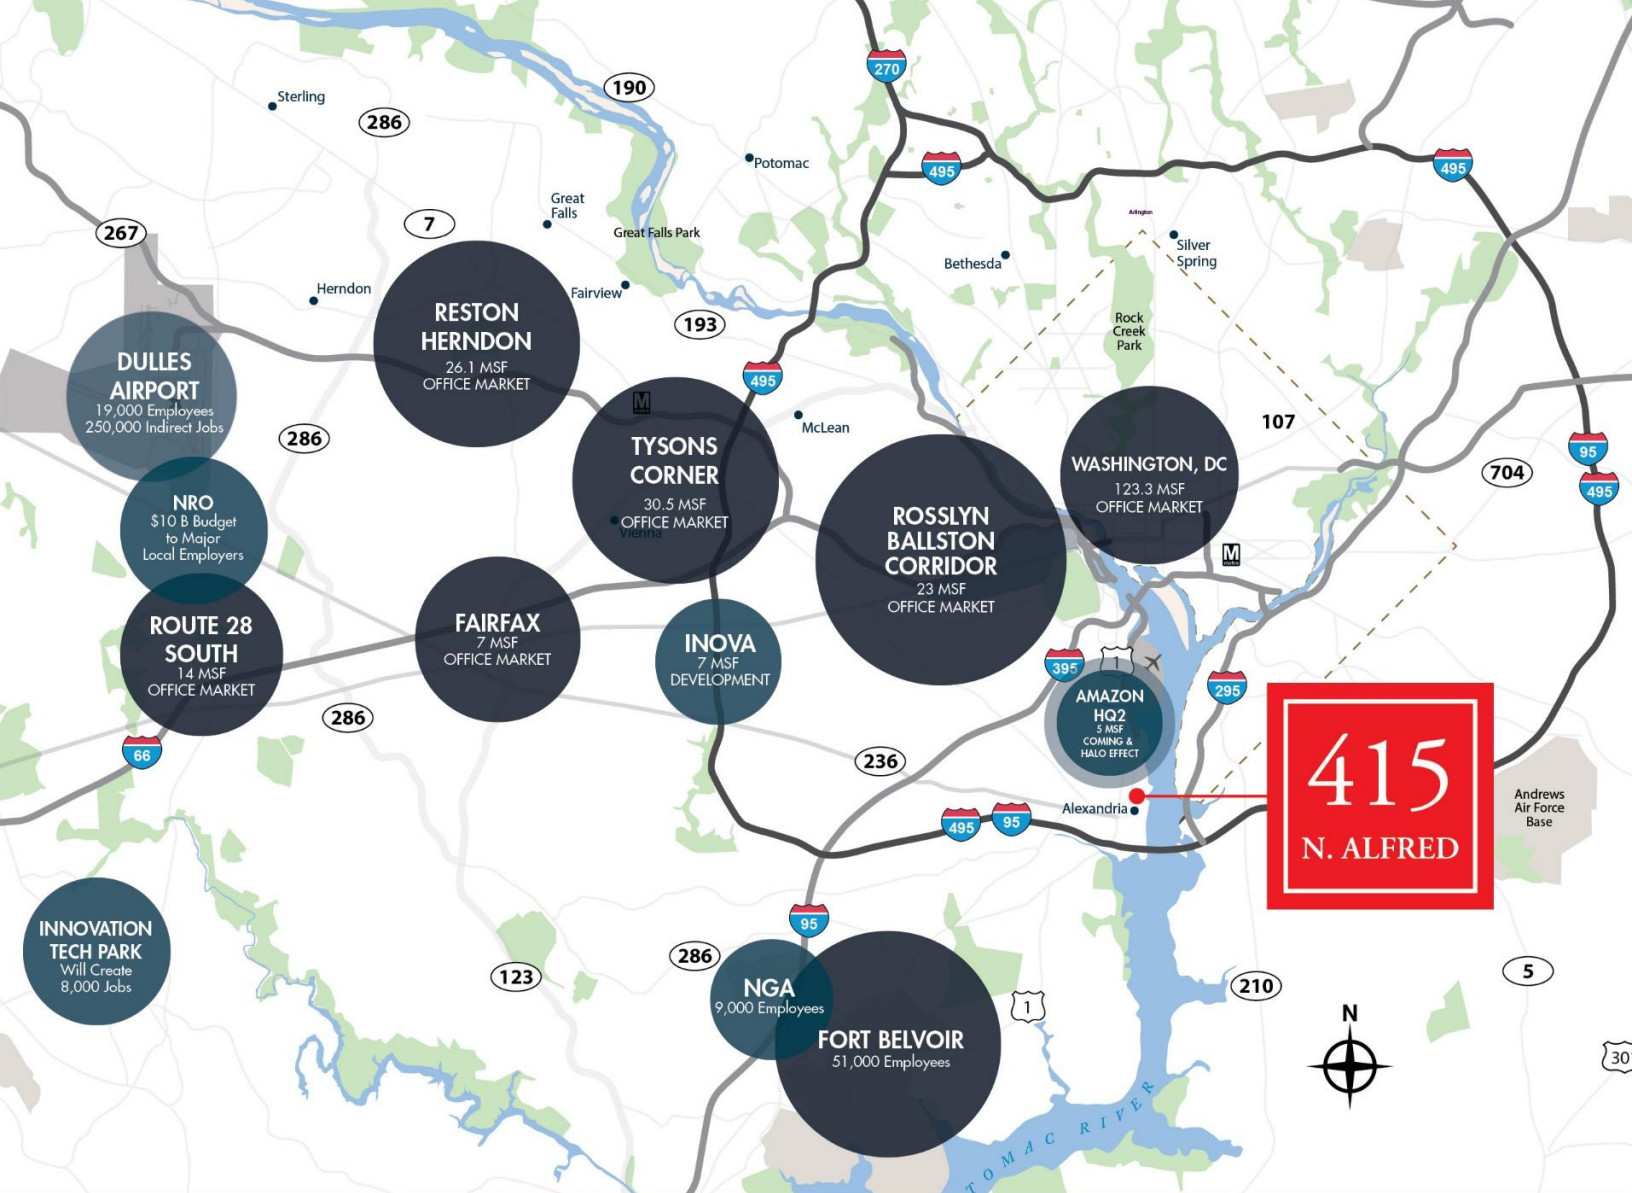 270
190
Sterling
286
Potomac
495
495
Great
Falls
7
267
Great Falls Park
Arlington
Silver
Spring
Bethesda
Herndon
Fairview
193
Rock
Creek
Park
RESTON
HERNDON
26.1 MSF
OFFICE MARKET
DULLES
AIRPORT
19,000 Employees
250,000 Indirect Jobs
495
M
metro
McLean
286
TYSONS
CORNER
30.5 MSF
OFFICE MARKET
Vienna
107
WASHINGTON, DC
123.3 MSF
OFFICE MARKET
95
704
495
NRO
$10 B Budget
to Major
Local Employers
ROSSLYN
BALLSTON
CORRIDOR
23 MSF
OFFICE MARKET
M
metro
ROUTE 28
SOUTH
14 MSF
OFFICE MARKET
FAIRFAX
7 MSF
OFFICE MARKET
INOVA
7 MSF
DEVELOPMENT
395
1
295
AMAZON
HQ2
5 MSF
COMING &
HALO EFFECT
286
66
236
415
N. ALFRED
Alexandria
495
95
Andrews
Air Force
Base
INNOVATION
TECH PARK
Will Create
8,000 Jobs
95
286
123
NGA
9,000 Employees
1
210
5
FORT BELVOIR
51,000 Employees
N
30
TOMAC RIVER